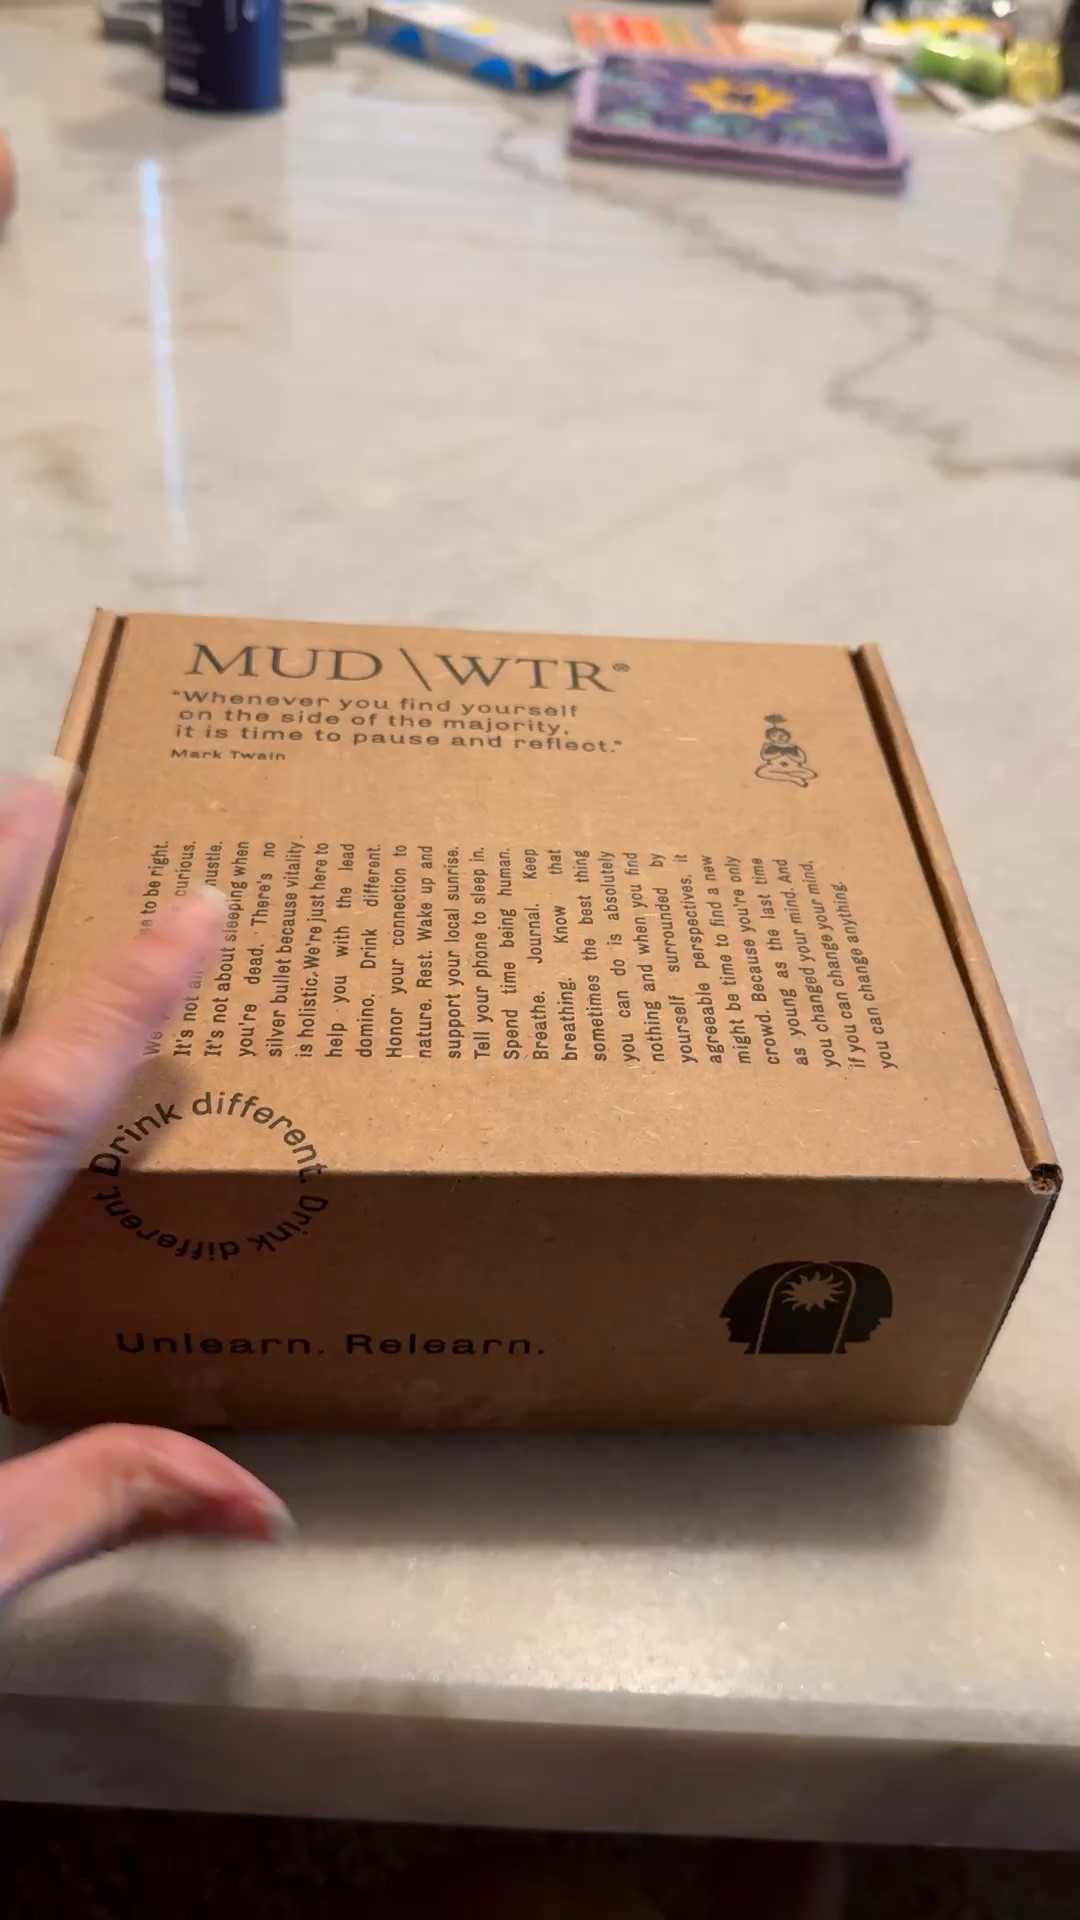 MUD\WTR®
"Whenever you find yourself
on the side of the majority,
it is time to pause and reflect."
Mark Twain
We to be right.
It's not curious.
It's not about sleeping when
you're dead. There's no
silver bullet because vitality
is holistic. We're just here to
help you with the lead
domino. Drink different.
Honor your connection to
nature. Rest. Wake up and
support your local sunrise.
Tell your phone to sleep in.
Spend time being human.
Breathe. Journal. Keep
breathing. Know that
sometimes the best thing
you can do is absolutely
nothing and when you find
yourself surrounded by
agreeable perspectives, it
might be time to find a new
crowd. Because you're only
as young as the last time
you changed your mind. And
if you can change your mind,
you can change anything.
Drink different. Drink different.
Unlearn. Relearn.